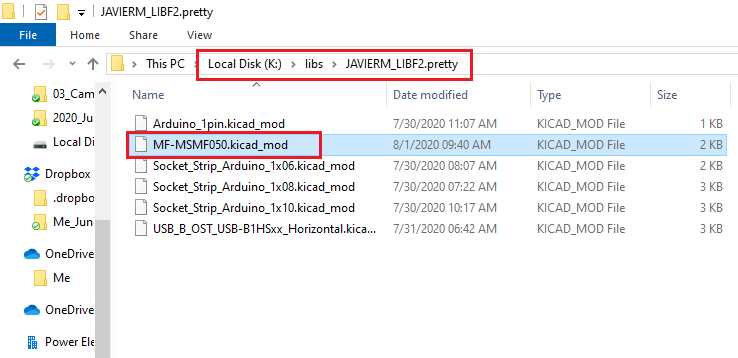 JAVIERM_LIBF2.pretty
File Home Share View
This PC > Local Disk (K:) > libs > JAVIERM_LIBF2.pretty
03_Cam
2020_Ju
Local Di
Dropbox
.dropbo
Me_Jun
OneDrive
Me
OneDrive
Power Ele
Name Date modified Type Size
Arduino_1pin.kicad_mod 7/30/2020 11:07 AM KICAD_MOD File 1 KB
MF-MSMF050.kicad_mod 8/1/2020 09:40 AM KICAD_MOD File 2 KB
Socket_Strip_Arduino_1x06.kicad_mod 7/30/2020 08:07 AM KICAD_MOD File 2 KB
Socket_Strip_Arduino_1x08.kicad_mod 7/30/2020 07:22 AM KICAD_MOD File 3 KB
Socket_Strip_Arduino_1x10.kicad_mod 7/30/2020 10:17 AM KICAD_MOD File 3 KB
USB_B_OST_USB-B1HSxx_Horizontal.kica... 7/31/2020 06:42 AM KICAD_MOD File 3 KB